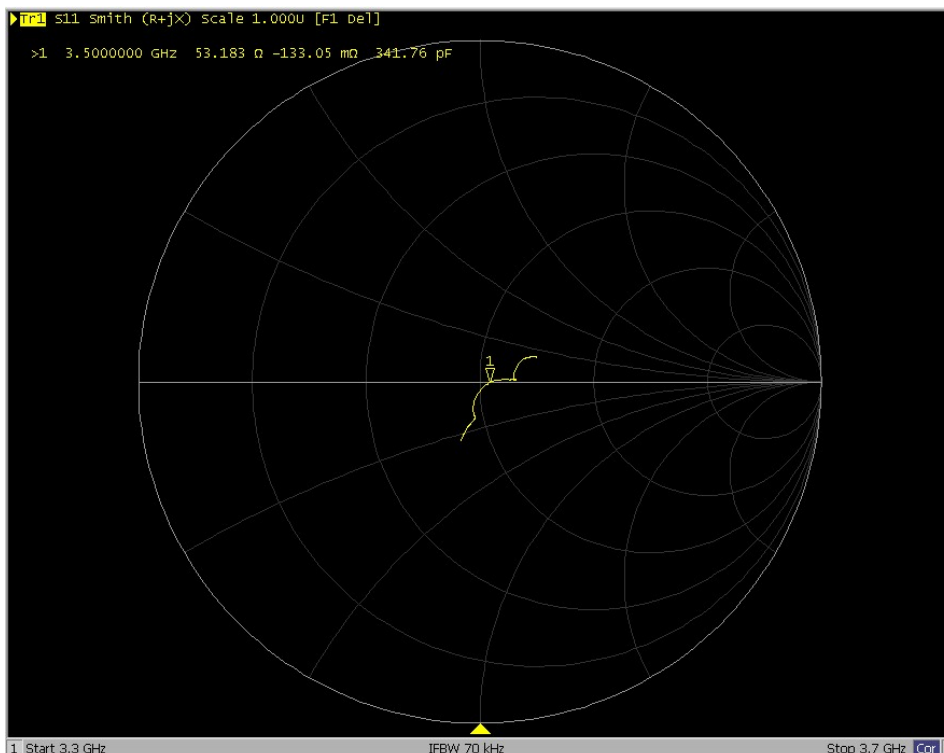 Tr1 S11 Smith (R+jX) Scale 1.000U [F1 Del]
>1 3.5000000 GHz 53.183 Ω -133.05 mΩ 341.76 pF
1
1 Start 3.3 GHz IFBW 70 kHz Stop 3.7 GHz Cor